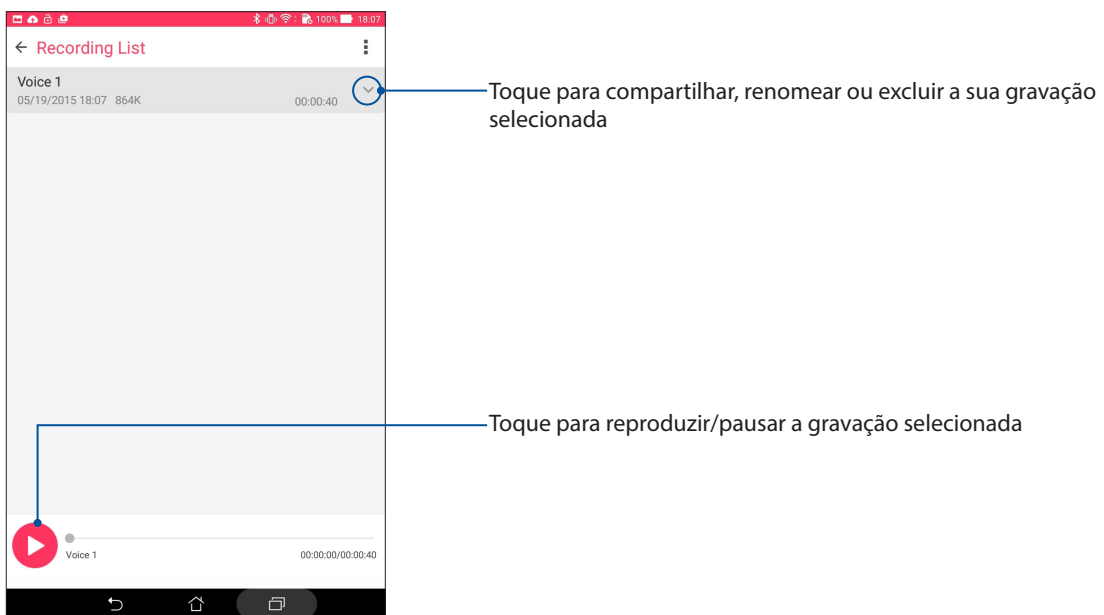 100% 18:07
Recording List
Voice 1
05/19/2015 18:07 864K 00:00:40
Toque para compartilhar, renomear ou excluir a sua gravação
selecionada
Toque para reproduzir/pausar a gravação selecionada
Voice 1 00:00:00/00:00:40